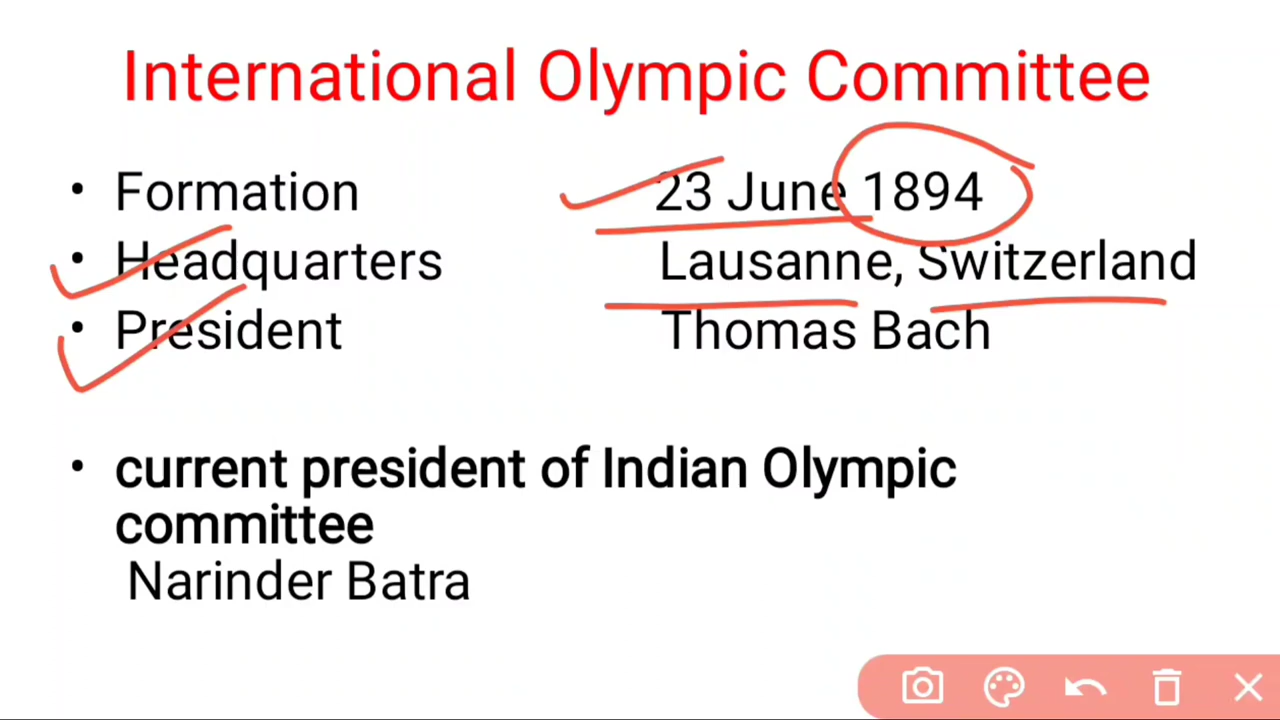 International Olympic Committee
• Formation 23 June 1894
• Headquarters Lausanne, Switzerland
• President Thomas Bach
• current president of Indian Olympic
committee
Narinder Batra